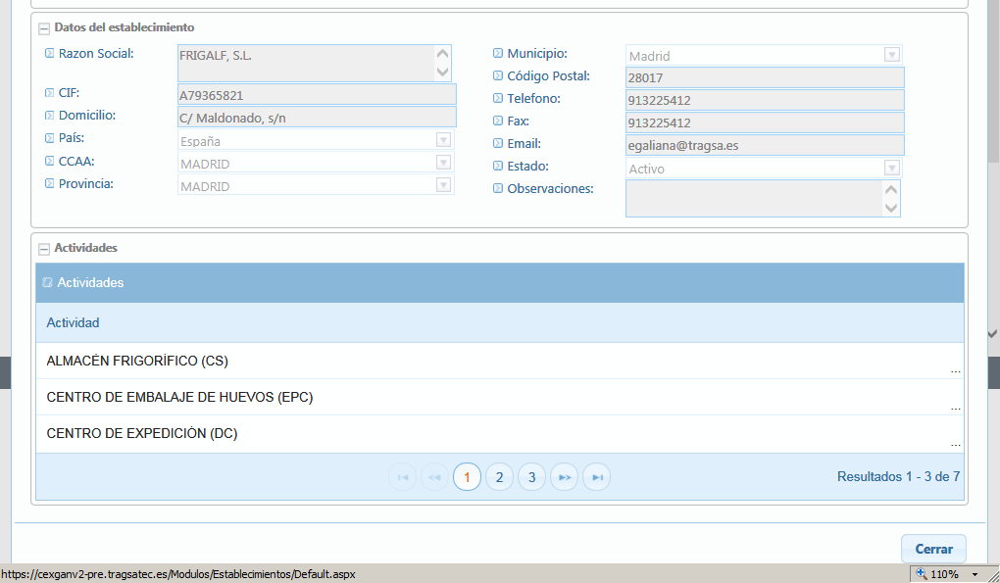 Datos del establecimiento
Razon Social: FRIGALF, S.L.
CIF: A79365821
Domicilio: C/ Maldonado, s/n
País: España
CCAA: MADRID
Provincia: MADRID
Municipio: Madrid
Código Postal: 28017
Telefono: 913225412
Fax: 913225412
Email: egaliana@tragsa.es
Estado: Activo
Observaciones:
Actividades
Actividades
Actividad
ALMACÉN FRIGORÍFICO (CS) ...
CENTRO DE EMBALAJE DE HUEVOS (EPC) ...
CENTRO DE EXPEDICIÓN (DC) ...
1 2 3 Resultados 1 - 3 de 7
Cerrar
https://cexganv2-pre.tragsatec.es/Modulos/Establecimientos/Default.aspx 110%